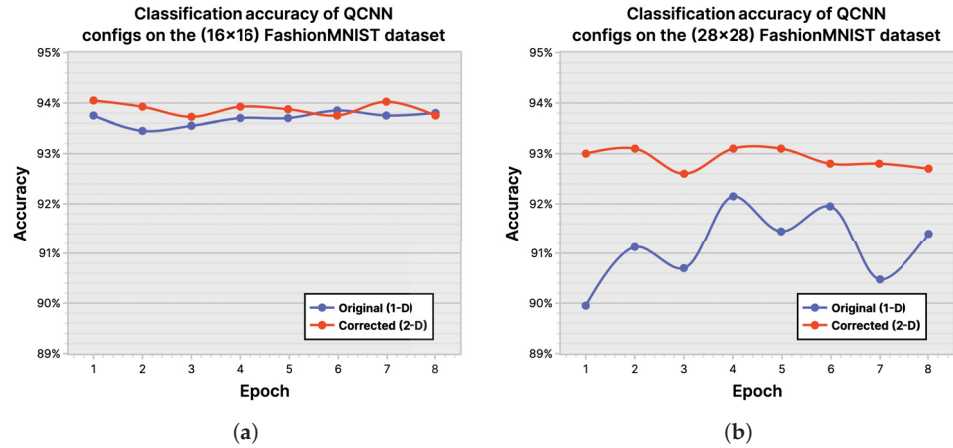 Classification accuracy of QCNN
configs on the (16×16) FashionMNIST dataset
95%
94%
93%
92%
91%
90%
89%
Accuracy
1 2 3 4 5 6 7 8
Epoch
Original (1-D)
Corrected (2-D)
(a)
Classification accuracy of QCNN
configs on the (28×28) FashionMNIST dataset
95%
94%
93%
92%
91%
90%
89%
Accuracy
1 2 3 4 5 6 7 8
Epoch
Original (1-D)
Corrected (2-D)
(b)